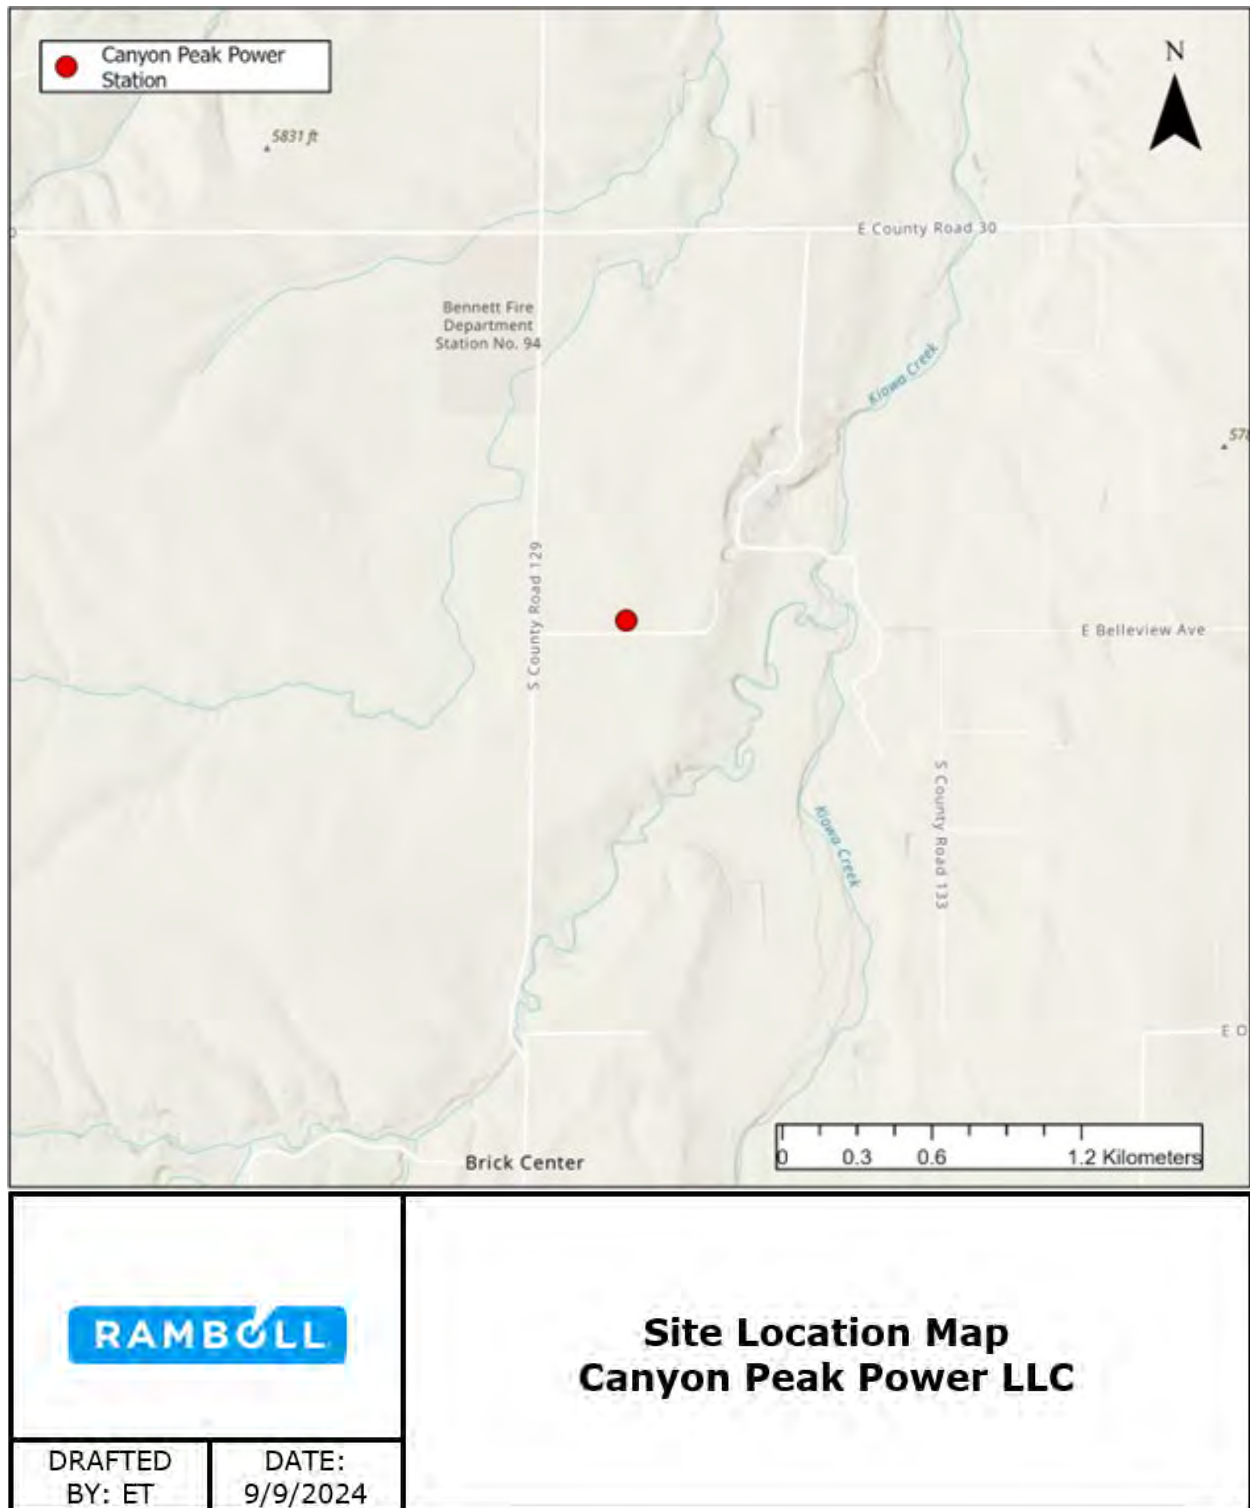 Canyon Peak Power
Station
N
5831 ft
E County Road 30
Bennett Fire
Department
Station No. 94
Kiowa Creek
578
S County Road 129
E Belleview Ave
S County Road 133
Kiowa Creek
E O
Brick Center
0 0.3 0.6 1.2 Kilometers
RAMBOLL
Site Location Map
Canyon Peak Power LLC
DRAFTED
BY: ET
DATE:
9/9/2024